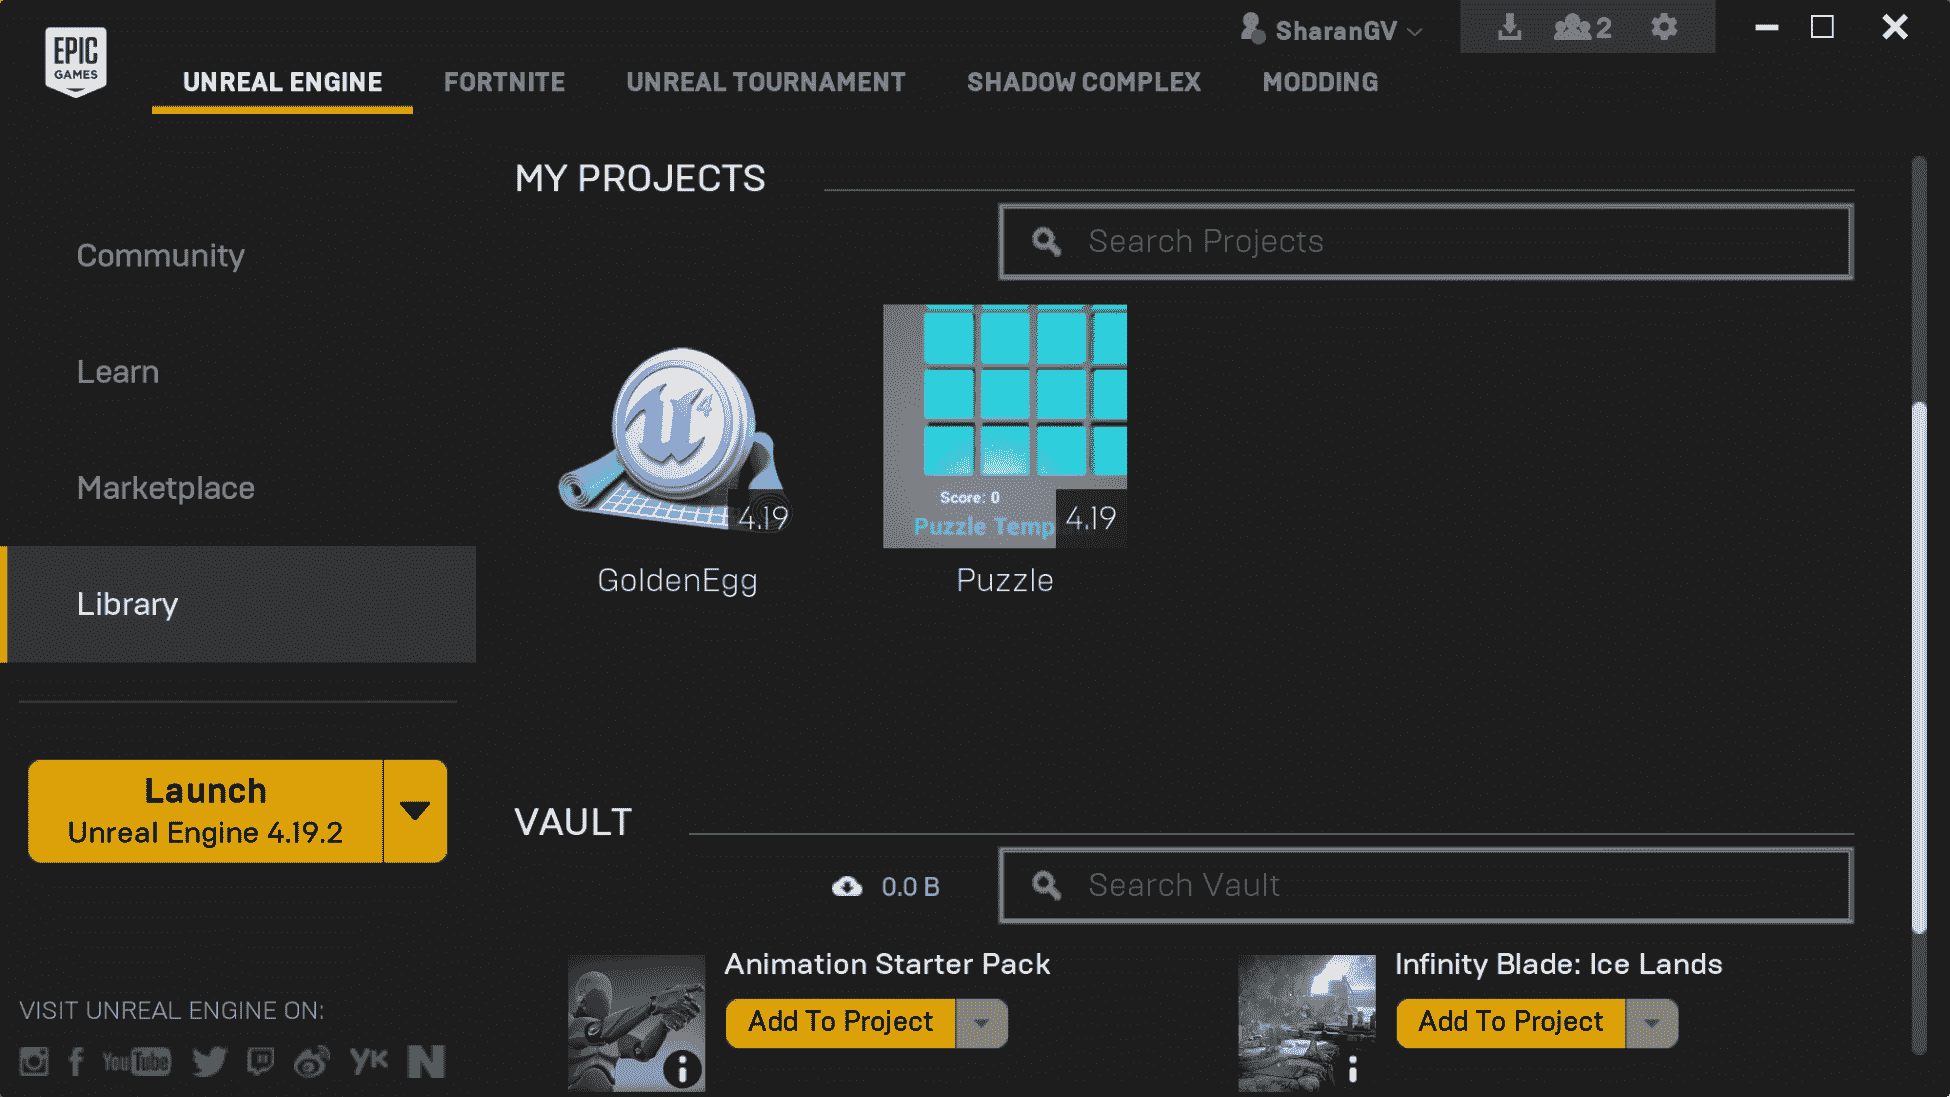 EPIC
GAMES
SharanGV
2
UNREAL ENGINE
FORTNITE
UNREAL TOURNAMENT
SHADOW COMPLEX
MODDING
Community
Learn
Marketplace
Library
Launch
Unreal Engine 4.19.2
VISIT UNREAL ENGINE ON:
YouTube
MY PROJECTS
Search Projects
4
4.19
GoldenEgg
Score: 0
Puzzle Temp
4.19
Puzzle
VAULT
0.0 B
Search Vault
Animation Starter Pack
Add To Project
Infinity Blade: Ice Lands
Add To Project